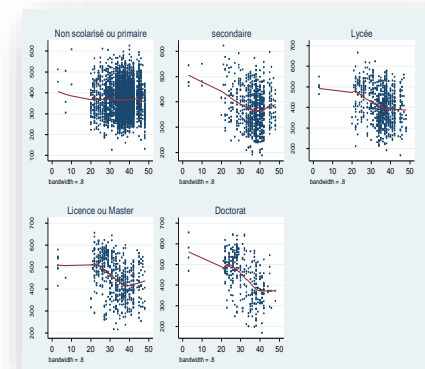 Non scolarisé ou primaire
100 200 300 400 500 600
0 10 20 30 40 50
bandwidth = .8
secondaire
200 300 400 500 600
0 10 20 30 40 50
bandwidth = .8
Lycée
200 300 400 500 600 700
0 10 20 30 40 50
bandwidth = .8
Licence ou Master
200 300 400 500 600 700
0 10 20 30 40 50
bandwidth = .8
Doctorat
200 300 400 500 600 700
0 10 20 30 40 50
bandwidth = .8